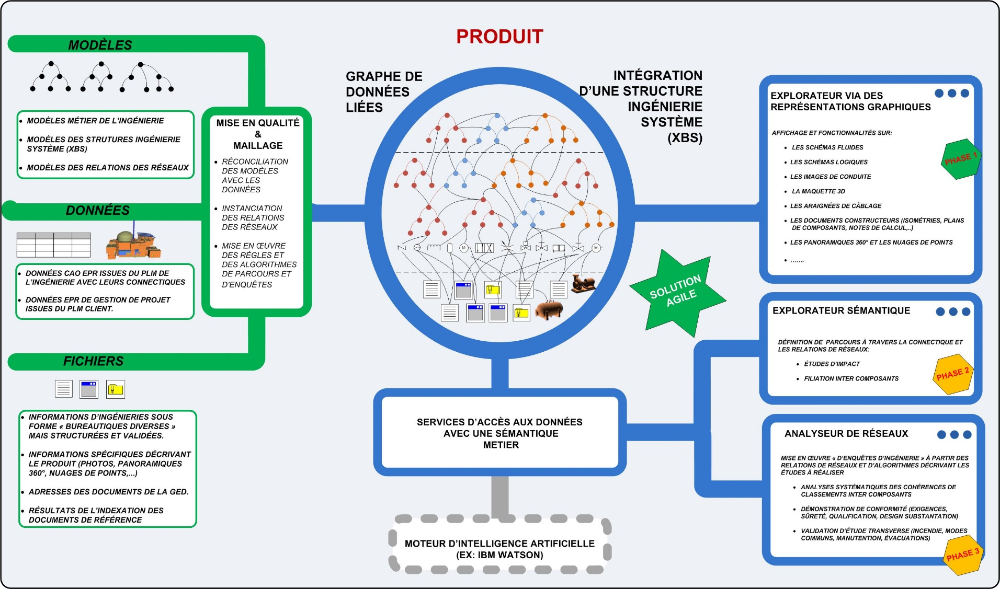 PRODUIT
MODÈLES
MODÈLES MÉTIER DE L’INGÉNIERIE
MODÈLES DES STRUTURES INGÉNIERIE
SYSTÈME (XBS)
MODÈLES DES RELATIONS DES RÉSEAUX
DONNÉES
DONNÉES CAO EPR ISSUES DU PLM DE
L’INGÉNIERIE AVEC LEURS CONNECTIQUES
DONNÉES EPR DE GESTION DE PROJET
ISSUES DU PLM CLIENT.
FICHIERS
INFORMATIONS D’INGÉNIERIES SOUS
FORME « BUREAUTIQUES DIVERSES »
MAIS STRUCTURÉES ET VALIDÉES.
INFORMATIONS SPÉCIFIQUES DÉCRIVANT
LE PRODUIT (PHOTOS, PANORAMIQUES
360°, NUAGES DE POINTS,...)
ADRESSES DES DOCUMENTS DE LA GED.
RÉSULTATS DE L’INDEXATION DES
DOCUMENTS DE RÉFÉRENCE
MISE EN QUALITÉ
&
MAILLAGE
RÉCONCILIATION
DES MODÈLES
AVEC LES
DONNÉES
INSTANCIATION
DES RELATIONS
DES RÉSEAUX
MISE EN ŒUVRE
DES RÈGLES ET
DES ALGORITHMES
DE PARCOURS ET
D’ENQUÊTES
GRAPHE DE
DONNÉES
LIÉES
INTÉGRATION
D’UNE STRUCTURE
INGÉNIERIE
SYSTÈME
(XBS)
M
M
SOLUTION
AGILE
SERVICES D’ACCÈS AUX DONNÉES
AVEC UNE SÉMANTIQUE
METIER
MOTEUR D’INTELLIGENCE ARTIFICIELLE
(EX: IBM WATSON)
EXPLORATEUR VIA DES
REPRÉSENTATIONS GRAPHIQUES
AFFICHAGE ET FONCTIONNALITÉS SUR:
LES SCHÉMAS FLUIDES
LES SCHÉMAS LOGIQUES
LES IMAGES DE CONDUITE
LA MAQUETTE 3D
LES ARAIGNÉES DE CÂBLAGE
LES DOCUMENTS CONSTRUCTEURS (ISOMÉTRIES, PLANS
DE COMPOSANTS, NOTES DE CALCUL,..)
LES PANORAMIQUES 360° ET LES NUAGES DE POINTS
.......
PHASE 1
EXPLORATEUR SÉMANTIQUE
DÉFINITION DE PARCOURS À TRAVERS LA CONNECTIQUE ET
LES RELATIONS DE RÉSEAUX:
ÉTUDES D’IMPACT
FILIATION INTER COMPOSANTS
PHASE 2
ANALYSEUR DE RÉSEAUX
MISE EN ŒUVRE « D’ENQUÊTES D’INGÉNIERIE » À PARTIR DES
RELATIONS DE RÉSEAUX ET D’ALGORITHMES DÉCRIVANT LES
ÉTUDES À RÉALISER
ANALYSES SYSTÉMATIQUES DES COHÉRENCES DE
CLASSEMENTS INTER COMPOSANTS
DÉMONSTRATION DE CONFORMITÉ (EXIGENCES,
SÛRETÉ, QUALIFICATION, DESIGN SUBSTANTATION)
VALIDATION D’ÉTUDE TRANSVERSE (INCENDIE, MODES
COMMUNS, MANUTENTION, ÉVACUATIONS)
PHASE 3